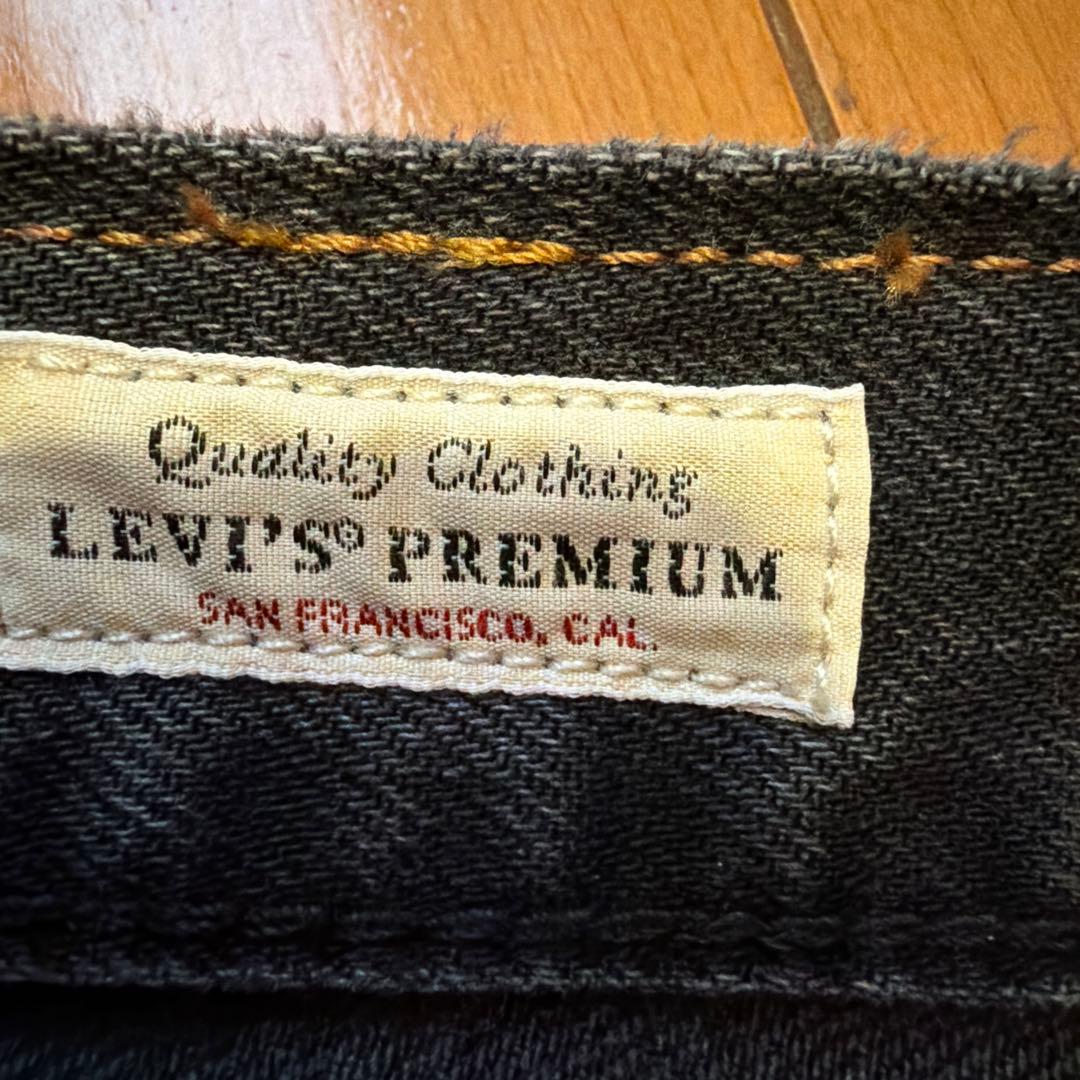 Quality Clothing
LEVI'S® PREMIUM
SAN FRANCISCO, CAL.